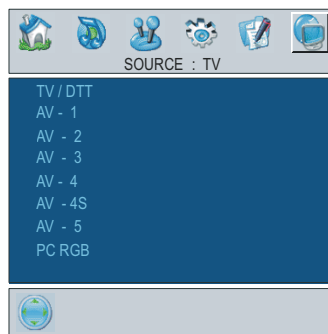 SOURCE : TV
TV / DTT
AV - 1
AV - 2
AV - 3
AV - 4
AV - 4S
AV - 5
PC RGB